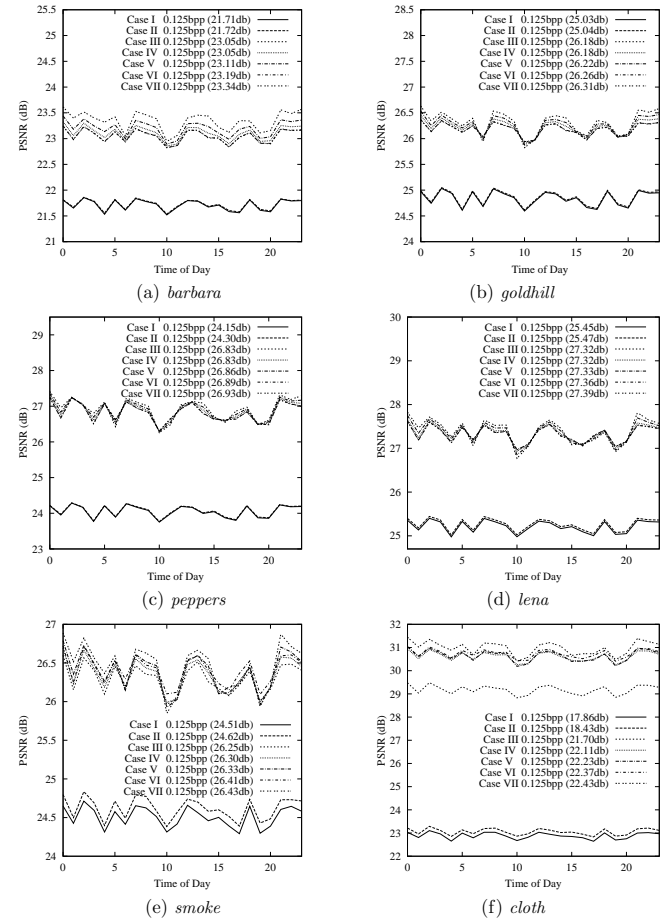 25.5
25
24.5
24
23.5
23
22.5
22
21.5
21
PSNR (dB)
0 5 10 15 20
Time of Day
Case I 0.125bpp (21.71db)
Case II 0.125bpp (21.72db)
Case III 0.125bpp (23.05db)
Case IV 0.125bpp (23.05db)
Case V 0.125bpp (23.11db)
Case VI 0.125bpp (23.19db)
Case VII 0.125bpp (23.34db)
(a) barbara
28.5
28
27.5
27
26.5
26
25.5
25
24.5
24
PSNR (dB)
0 5 10 15 20
Time of Day
Case I 0.125bpp (25.03db)
Case II 0.125bpp (25.04db)
Case III 0.125bpp (26.18db)
Case IV 0.125bpp (26.18db)
Case V 0.125bpp (26.22db)
Case VI 0.125bpp (26.26db)
Case VII 0.125bpp (26.31db)
(b) goldhill
29
28
27
26
25
24
23
PSNR (dB)
0 5 10 15 20
Time of Day
Case I 0.125bpp (24.15db)
Case II 0.125bpp (24.30db)
Case III 0.125bpp (26.83db)
Case IV 0.125bpp (26.83db)
Case V 0.125bpp (26.86db)
Case VI 0.125bpp (26.89db)
Case VII 0.125bpp (26.93db)
(c) peppers
30
29
28
27
26
25
PSNR (dB)
0 5 10 15 20
Time of Day
Case I 0.125bpp (25.45db)
Case II 0.125bpp (25.47db)
Case III 0.125bpp (27.32db)
Case IV 0.125bpp (27.32db)
Case V 0.125bpp (27.33db)
Case VI 0.125bpp (27.36db)
Case VII 0.125bpp (27.39db)
(d) lena
27
26.5
26
25.5
25
24.5
24
PSNR (dB)
0 5 10 15 20
Time of Day
Case I 0.125bpp (24.51db)
Case II 0.125bpp (24.62db)
Case III 0.125bpp (26.25db)
Case IV 0.125bpp (26.30db)
Case V 0.125bpp (26.33db)
Case VI 0.125bpp (26.41db)
Case VII 0.125bpp (26.43db)
(e) smoke
32
31
30
29
28
27
26
25
24
23
22
PSNR (dB)
0 5 10 15 20
Time of Day
Case I 0.125bpp (17.86db)
Case II 0.125bpp (18.43db)
Case III 0.125bpp (21.70db)
Case IV 0.125bpp (22.11db)
Case V 0.125bpp (22.23db)
Case VI 0.125bpp (22.37db)
Case VII 0.125bpp (22.43db)
(f) cloth